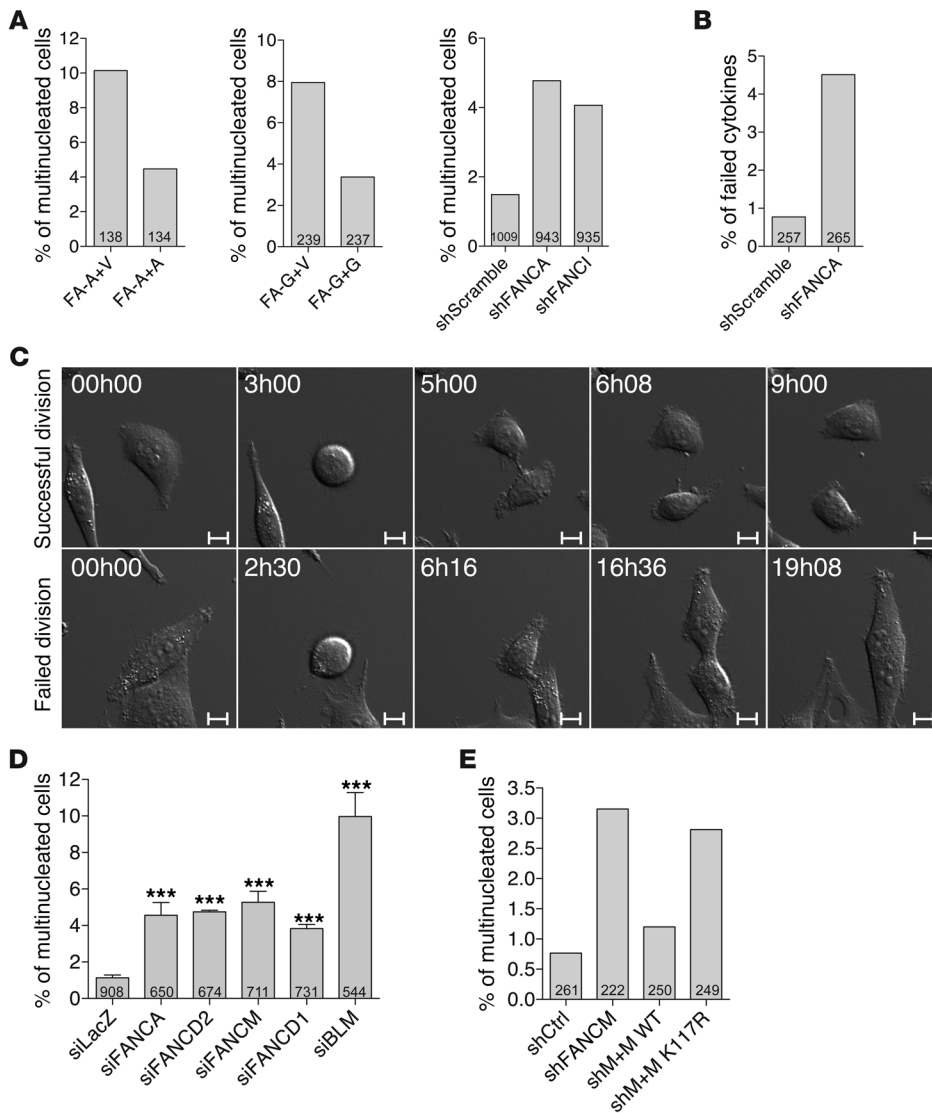 A
% of multinucleated cells
12
10
8
6
4
2
0
138
134
FA-A+V
FA-A+A
% of multinucleated cells
10
8
6
4
2
0
239
237
FA-G+V
FA-G+G
% of multinucleated cells
6
4
2
0
1009
943
935
shScramble
shFANCA
shFANCI
B
% of failed cytokines
5
4
3
2
1
0
257
265
shScramble
shFANCA
C
Successful division
00h00
3h00
5h00
6h08
9h00
Failed division
00h00
2h30
6h16
16h36
19h08
D
% of multinucleated cells
12
10
8
6
4
2
0
***
***
***
***
***
908
650
674
711
731
544
siLacZ
siFANCA
siFANCD2
siFANCM
siFANCD1
siBLM
E
% of multinucleated cells
3.5
3.0
2.5
2.0
1.5
1.0
0.5
0.0
261
222
250
249
shCtrl
shFANCM
shM+M WT
shM+M K117R